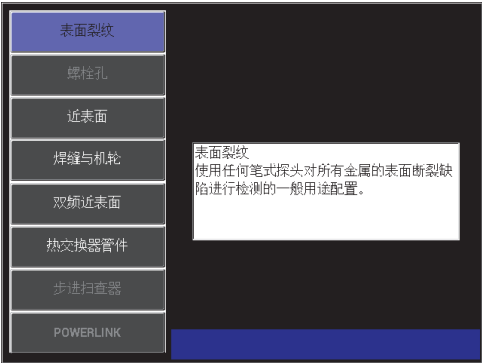 表面裂纹
螺栓孔
近表面
焊缝与机轮
双频近表面
热交换器管件
步进扫查器
POWERLINK
表面裂纹
使用任何笔式探头对所有金属的表面断裂缺
陷进行检测的一般用途配置。